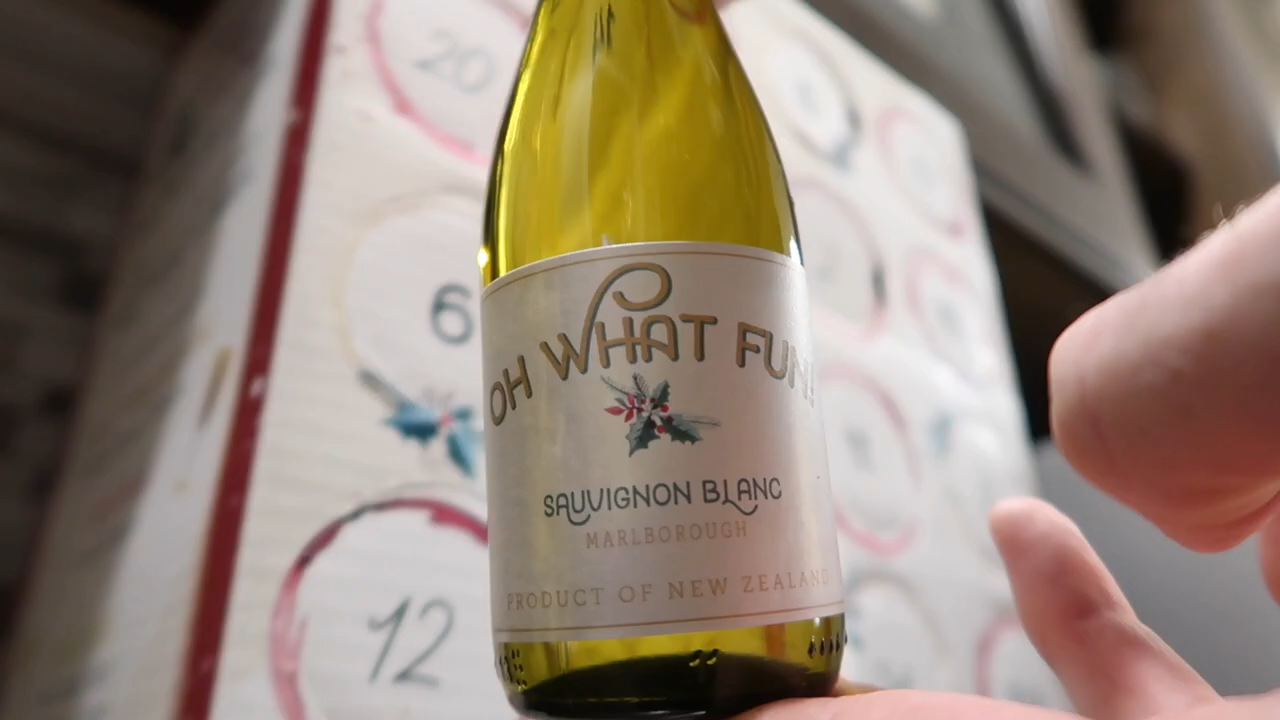 20
6
12
OH WHAT FUN!
SAUVIGNON BLANC
MARLBOROUGH
PRODUCT OF NEW ZEALAND